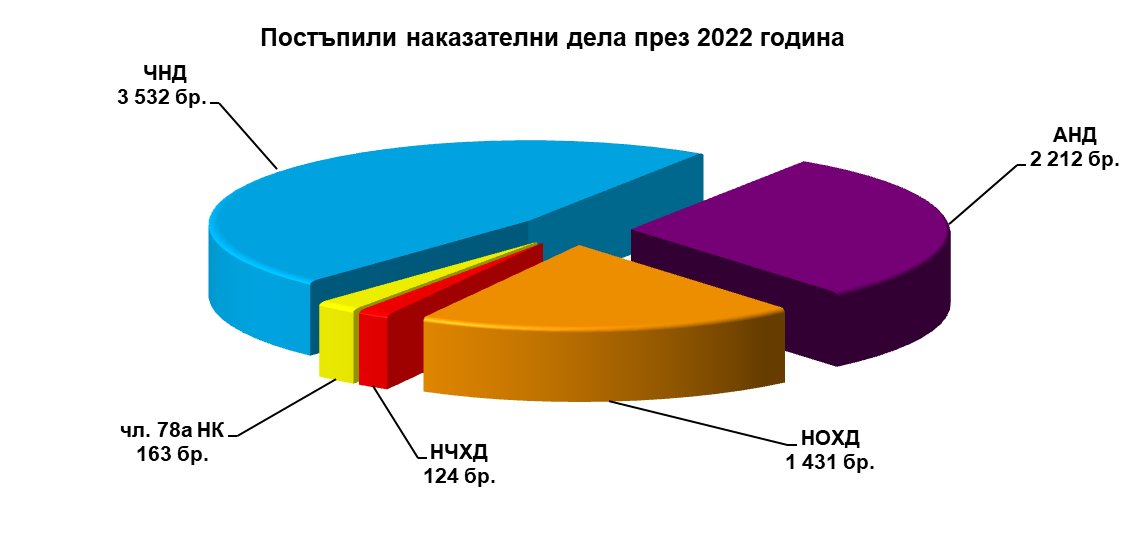 Постъпили наказателни дела през 2022 година
ЧНД
3 532 бр.
АНД
2 212 бр.
чл. 78а НК
163 бр.
НЧХД
124 бр.
НОХД
1 431 бр.